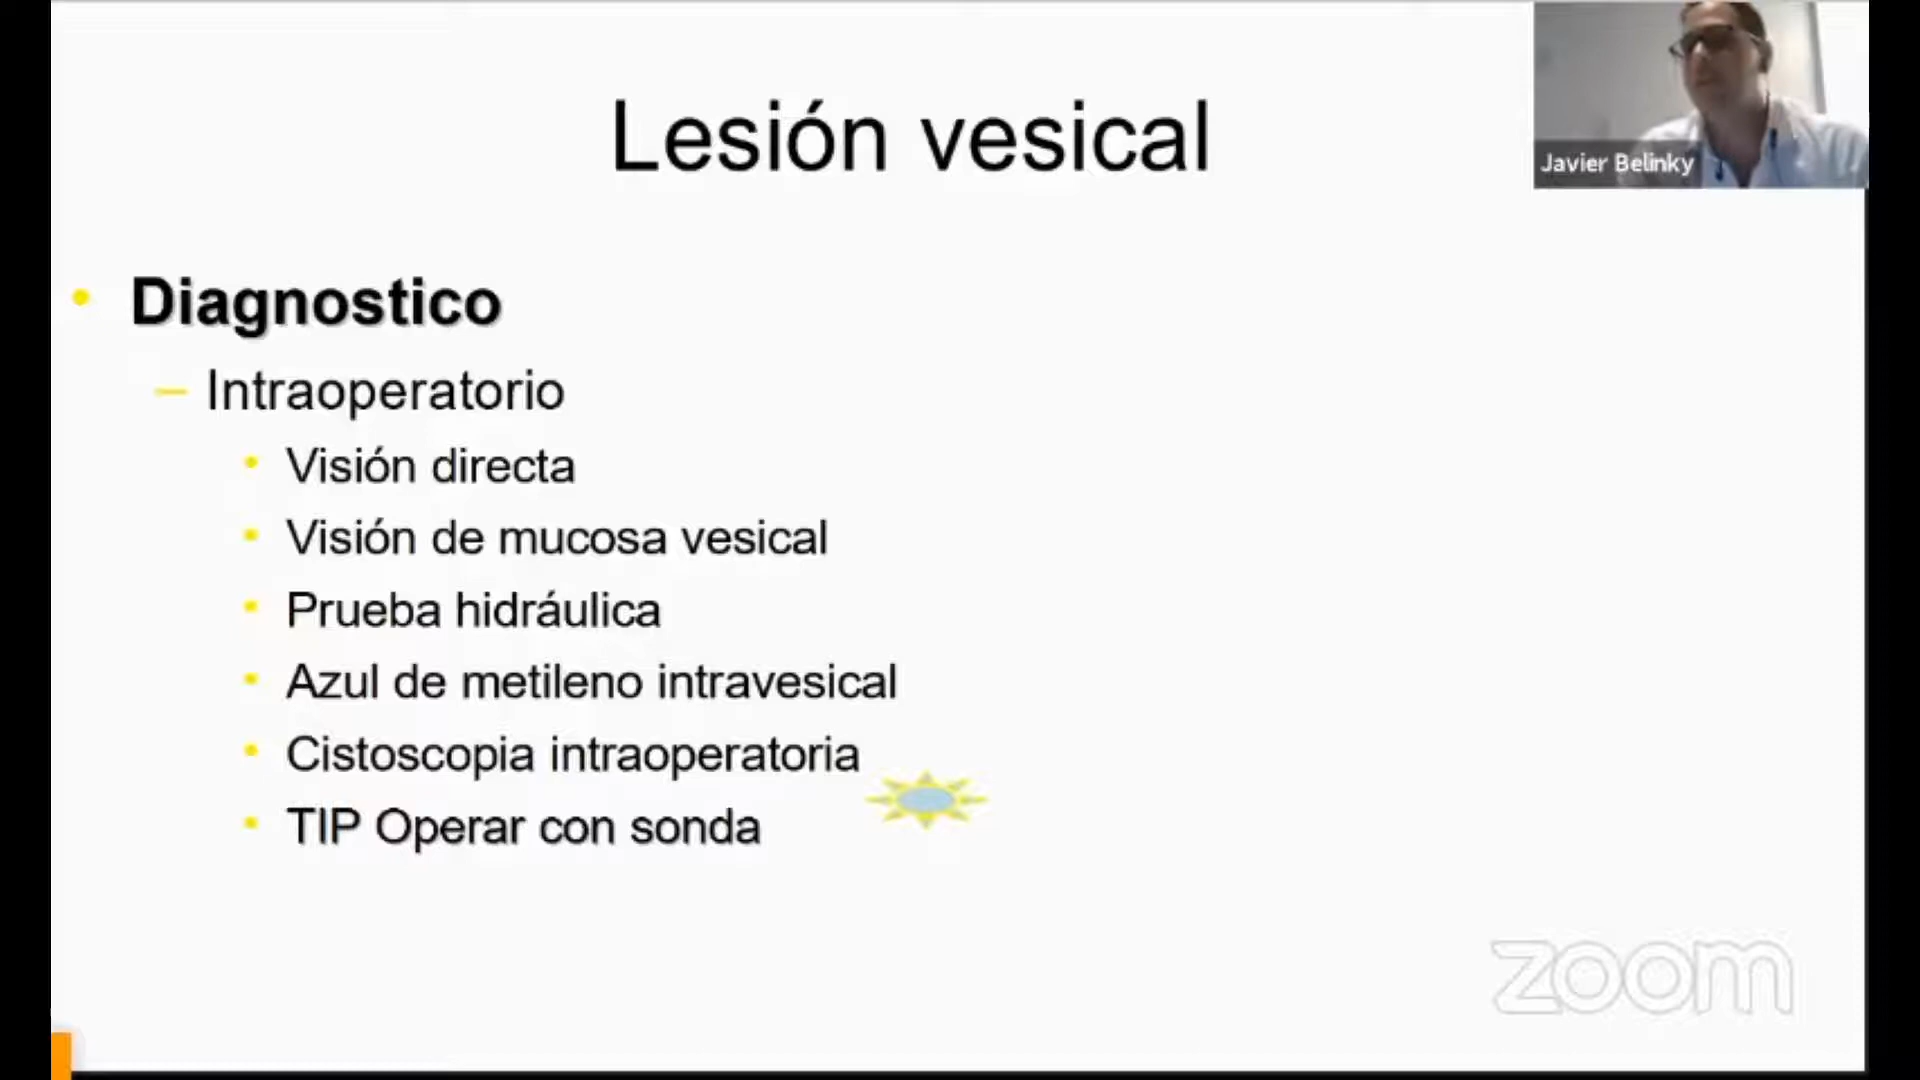 Lesión vesical
Javier Belinky
• Diagnostico
– Intraoperatorio
• Visión directa
• Visión de mucosa vesical
• Prueba hidráulica
• Azul de metileno intravesical
• Cistoscopia intraoperatoria
• TIP Operar con sonda
zoom